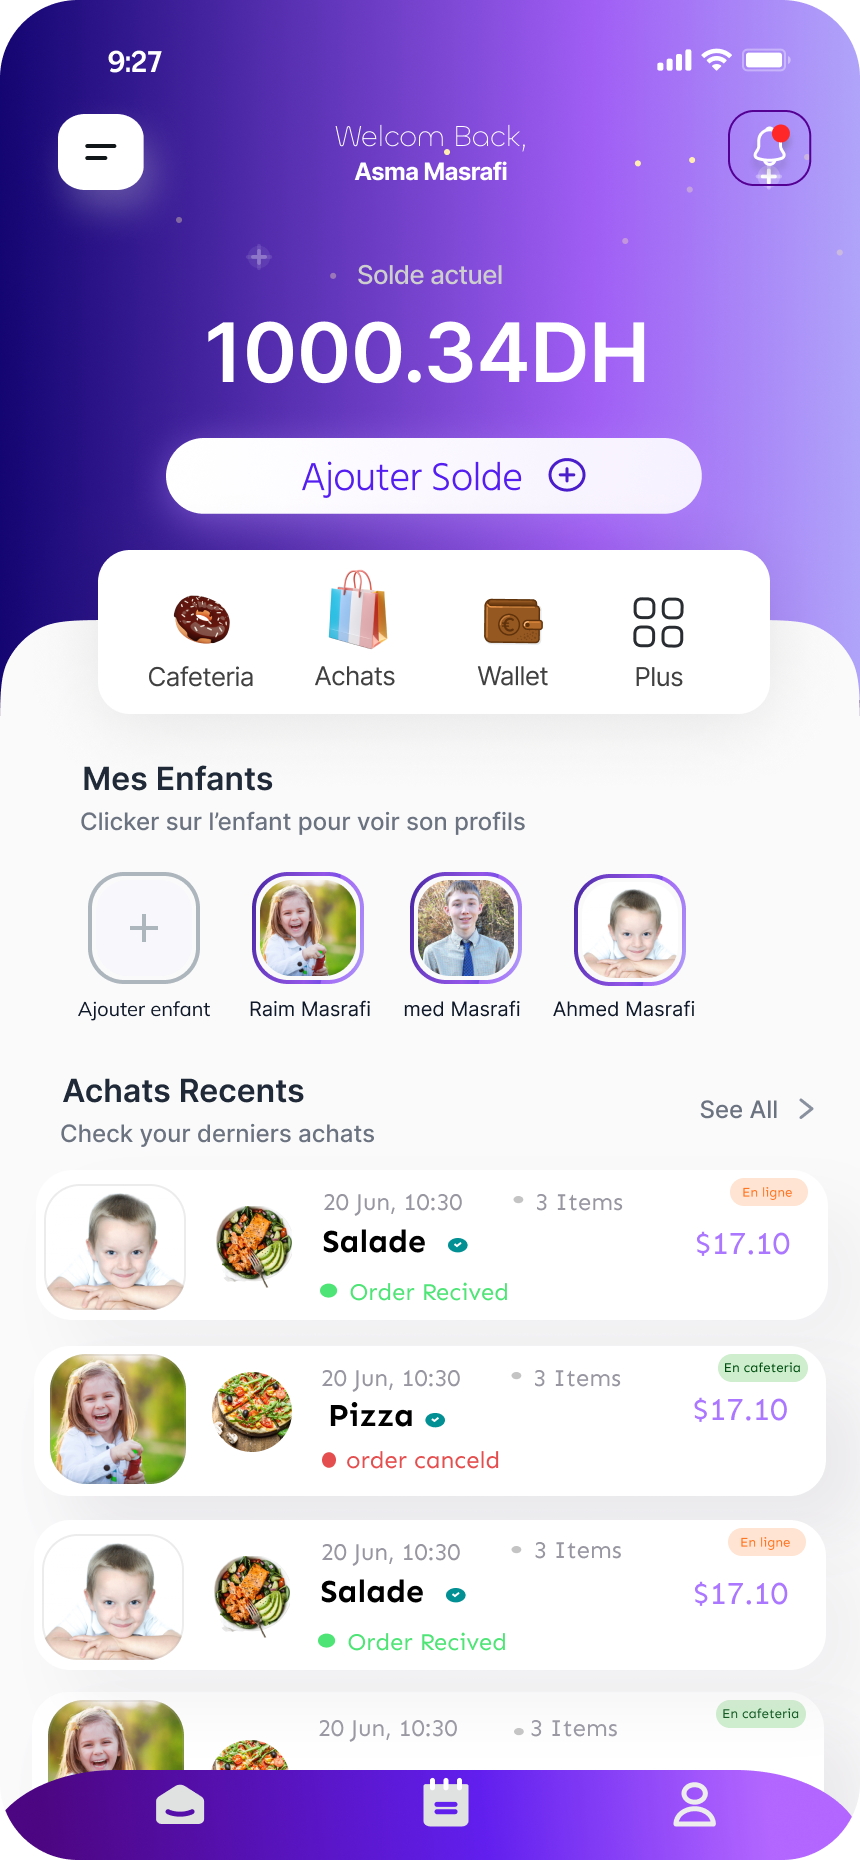 9:27
Welcom Back,
Asma Masrafi
Solde actuel
1000.34DH
Ajouter Solde
Cafeteria
Achats
Wallet
Plus
Mes Enfants
Clicker sur l'enfant pour voir son profils
Ajouter enfant
Raim Masrafi
med Masrafi
Ahmed Masrafi
Achats Recents
Check your derniers achats
See All
20 Jun, 10:30
3 Items
En ligne
Salade
$17.10
Order Recived
20 Jun, 10:30
3 Items
En cafeteria
Pizza
$17.10
order canceld
20 Jun, 10:30
3 Items
En ligne
Salade
$17.10
Order Recived
20 Jun, 10:30
3 Items
En cafeteria